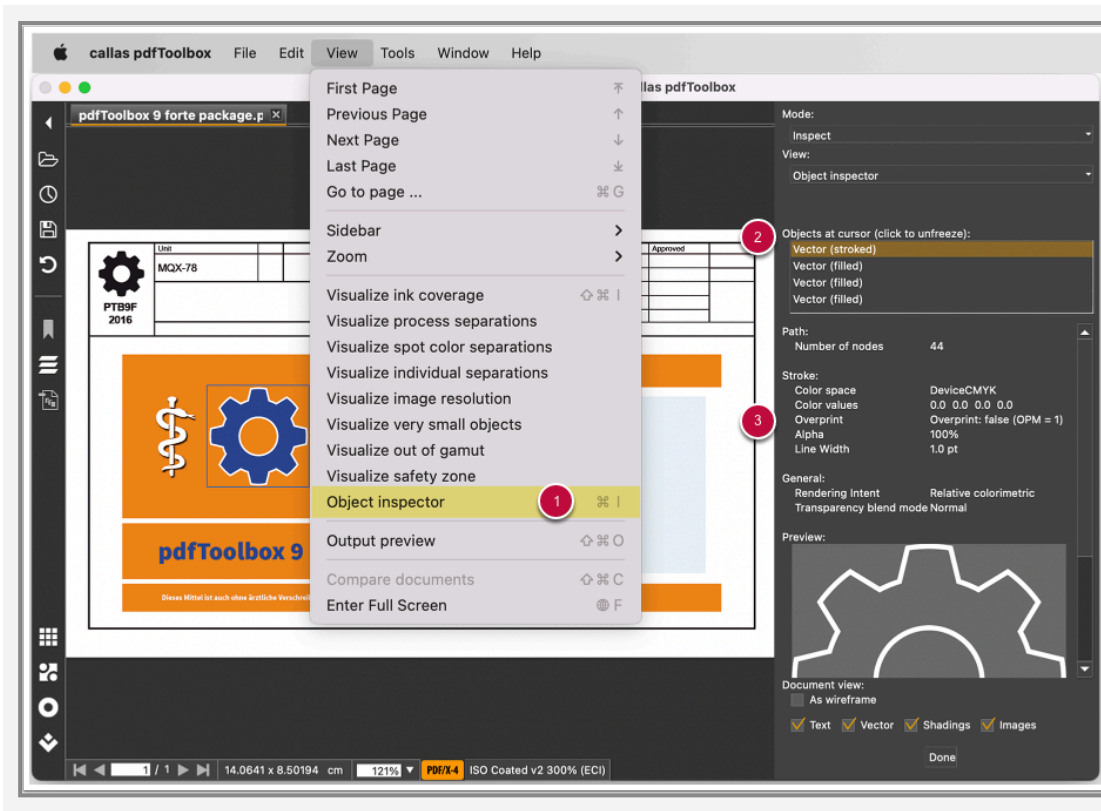 callas pdfToolbox File Edit View Tools Window Help
las pdfToolbox
pdfToolbox 9 forte package.p
First Page
Previous Page
Next Page
Last Page
Go to page ... ⌘ G
Sidebar
Zoom
Visualize ink coverage ⇧ ⌘ I
Visualize process separations
Visualize spot color separations
Visualize individual separations
Visualize image resolution
Visualize very small objects
Visualize out of gamut
Visualize safety zone
Object inspector 1 ⌘ I
Output preview ⇧ ⌘ O
Compare documents ⇧ ⌘ C
Enter Full Screen F
Unit
MQX-78
Approved
PTB9F
2016
pdfToolbox 9
Dieses Mittel ist auch ohne ärztliche Verschrei
Mode:
Inspect
View:
Object inspector
2
Objects at cursor (click to unfreeze):
Vector (stroked)
Vector (filled)
Vector (filled)
Vector (filled)
Path:
Number of nodes 44
Stroke:
Color space DeviceCMYK
Color values 0.0 0.0 0.0 0.0
3
Overprint Overprint: false (OPM = 1)
Alpha 100%
Line Width 1.0 pt
General:
Rendering Intent Relative colorimetric
Transparency blend mode Normal
Preview:
Document view:
As wireframe
Text Vector Shadings Images
Done
1 / 1 14.0641 x 8.50194 cm 121% PDF/X-4 ISO Coated v2 300% (ECI)